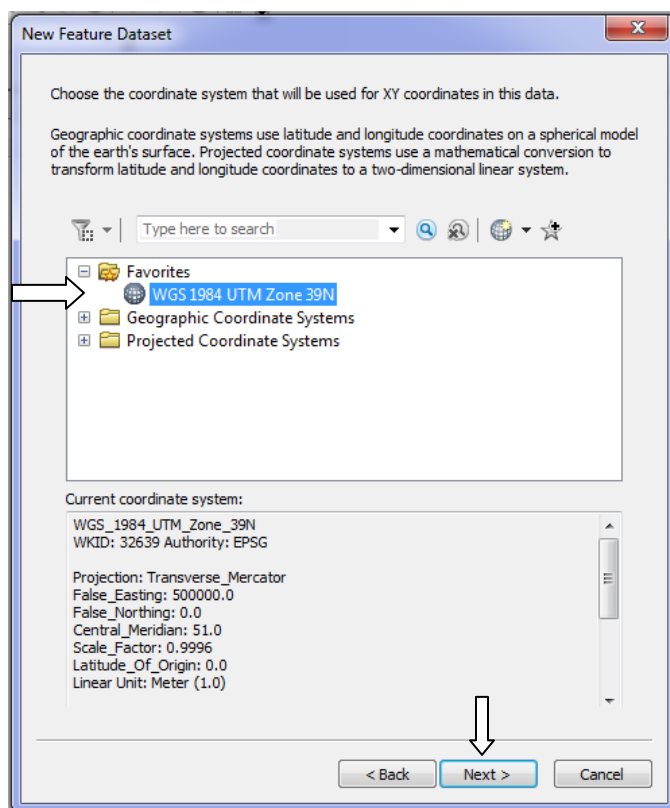 New Feature Dataset
Choose the coordinate system that will be used for XY coordinates in this data.
Geographic coordinate systems use latitude and longitude coordinates on a spherical model
of the earth's surface. Projected coordinate systems use a mathematical conversion to
transform latitude and longitude coordinates to a two-dimensional linear system.
Type here to search
Favorites
WGS 1984 UTM Zone 39N
Geographic Coordinate Systems
Projected Coordinate Systems
Current coordinate system:
WGS_1984_UTM_Zone_39N
WKID: 32639 Authority: EPSG
Projection: Transverse_Mercator
False_Easting: 500000.0
False_Northing: 0.0
Central_Meridian: 51.0
Scale_Factor: 0.9996
Latitude_Of_Origin: 0.0
Linear Unit: Meter (1.0)
< Back
Next >
Cancel